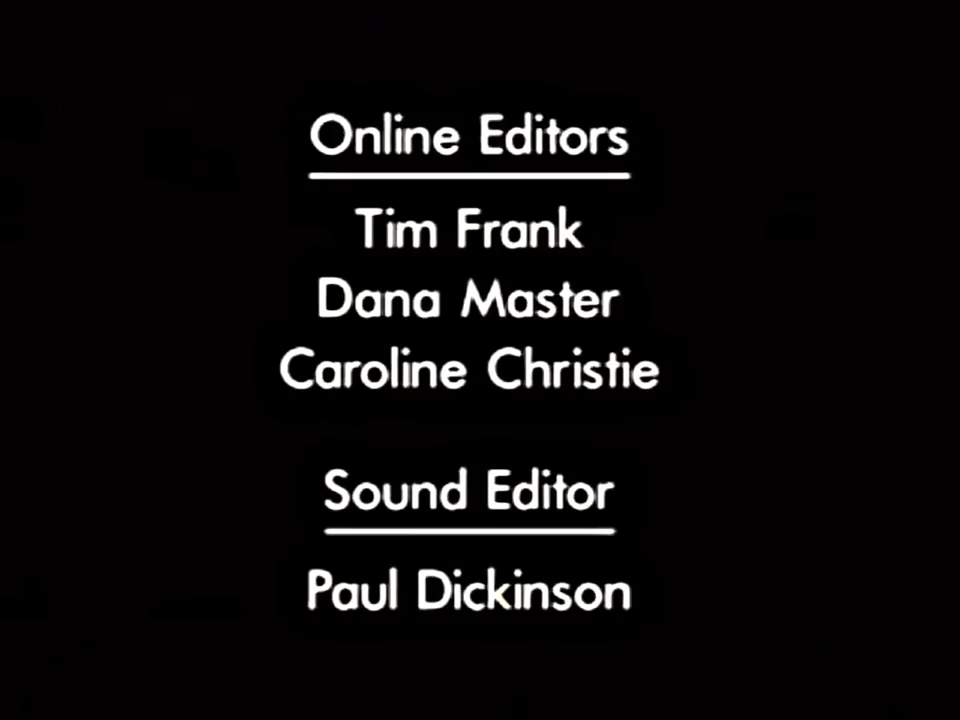 Online Editors
Tim Frank
Dana Master
Caroline Christie
Sound Editor
Paul Dickinson